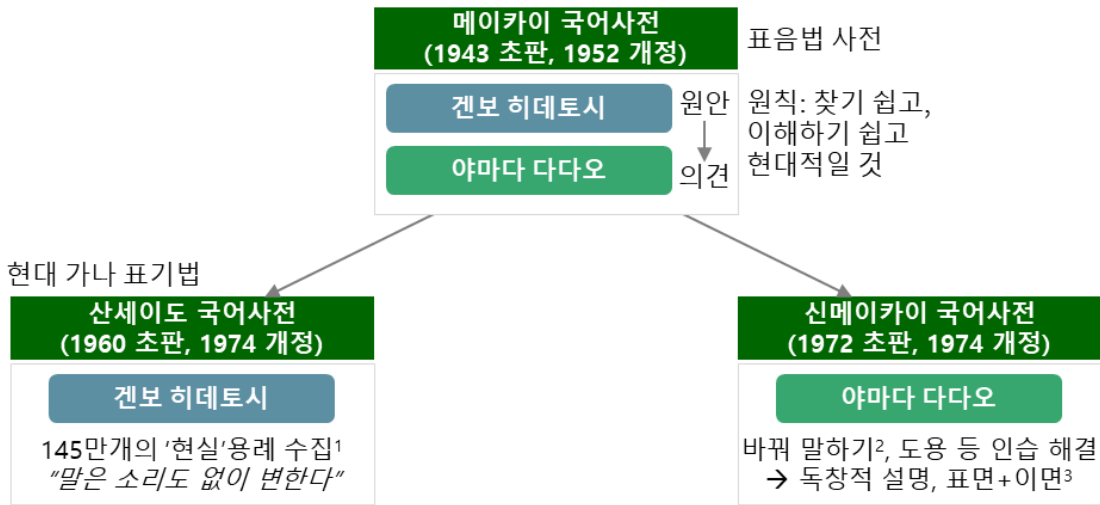 메이카이 국어사전
(1943 초판, 1952 개정)
표음법 사전
겐보 히데토시
원안
야마다 다다오
의견
원칙: 찾기 쉽고,
이해하기 쉽고
현대적일 것
현대 가나 표기법
산세이도 국어사전
(1960 초판, 1974 개정)
겐보 히데토시
145만개의 ‘현실’용례 수집¹
“말은 소리도 없이 변한다”
신메이카이 국어사전
(1972 초판, 1974 개정)
야마다 다다오
바꿔 말하기², 도용 등 인습 해결
→ 독창적 설명, 표면+이면³